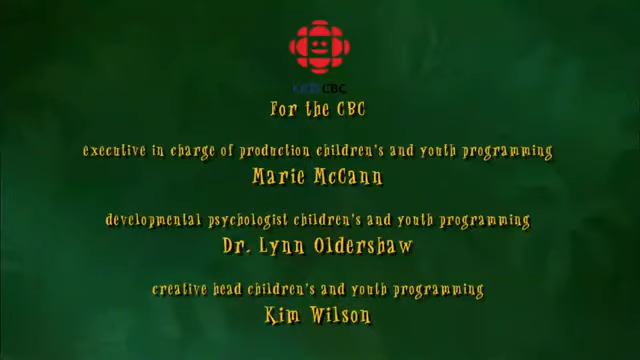 KIDS CBC
For the CBC
executive in charge of production children's and youth programming
Marie McCann
developmental psychologist children's and youth programming
Dr. Lynn Oldershaw
creative head children's and youth programming
Kim Wilson